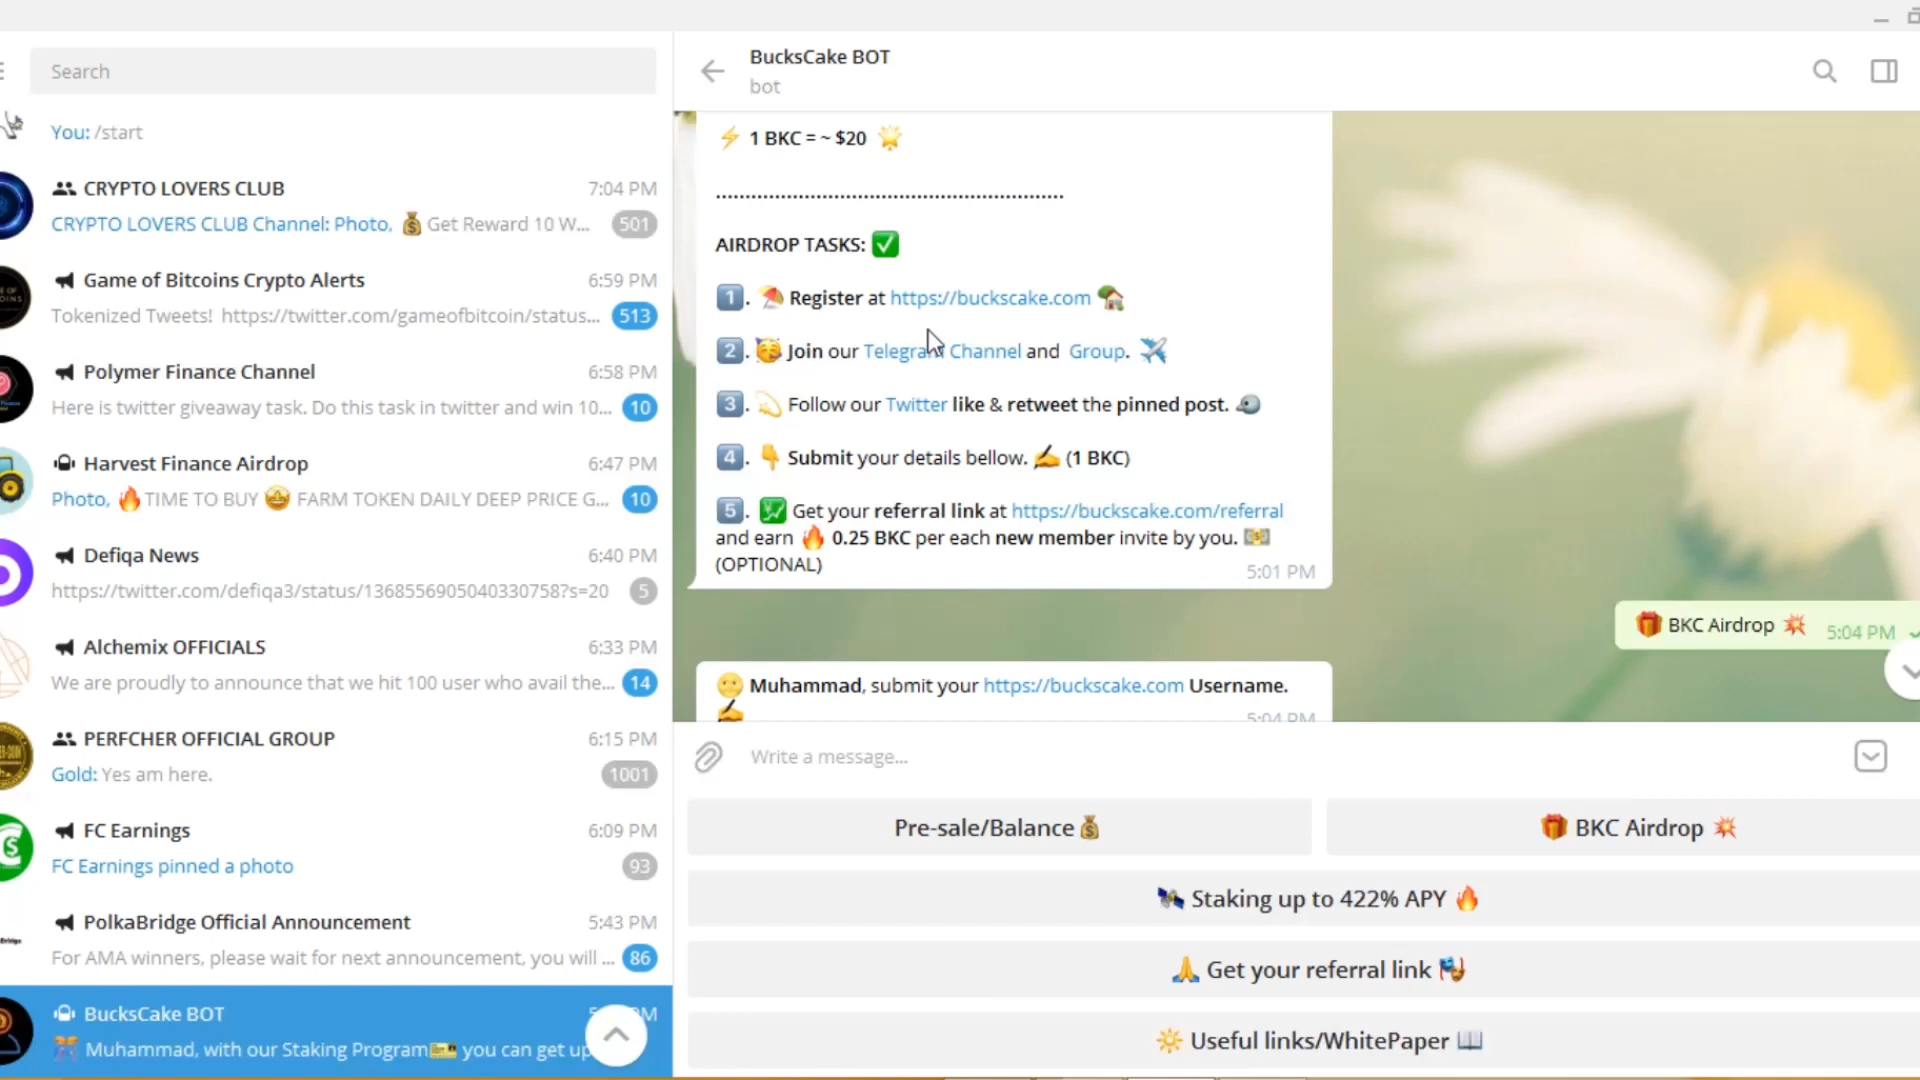 Search
You: /start
CRYPTO LOVERS CLUB 7:04 PM
CRYPTO LOVERS CLUB Channel: Photo, 💰 Get Reward 10 W... 501
Game of Bitcoins Crypto Alerts 6:59 PM
Tokenized Tweets! https://twitter.com/gameofbitcoin/status... 513
Polymer Finance Channel 6:58 PM
Here is twitter giveaway task. Do this task in twitter and win 10... 10
Harvest Finance Airdrop 6:47 PM
Photo, 🔥TIME TO BUY 🤩 FARM TOKEN DAILY DEEP PRICE G... 10
Defiqa News 6:40 PM
https://twitter.com/defiqa3/status/1368556905040330758?s=20 5
Alchemix OFFICIALS 6:33 PM
We are proudly to announce that we hit 100 user who avail the... 14
PERFCHER OFFICIAL GROUP 6:15 PM
Gold: Yes am here. 1001
FC Earnings 6:09 PM
FC Earnings pinned a photo 93
PolkaBridge Official Announcement 5:43 PM
For AMA winners, please wait for next announcement, you will ... 86
BucksCake BOT
Muhammad, with our Staking Program🎫 you can get up
BucksCake BOT
bot
⚡ 1 BKC = ~ $20 🌟
......................................................
AIRDROP TASKS: ✅
1️⃣. ⛱ Register at https://buckscake.com 🏡
2️⃣. 🥳 Join our Telegram Channel and Group. ✈️
3️⃣. 💫 Follow our Twitter like & retweet the pinned post. 🐦
4️⃣. 👇 Submit your details bellow. ✍️ (1 BKC)
5️⃣. 💹 Get your referral link at https://buckscake.com/referral
and earn 🔥 0.25 BKC per each new member invite by you. 💵
(OPTIONAL) 5:01 PM
🎁 BKC Airdrop 💥 5:04 PM
🌝 Muhammad, submit your https://buckscake.com Username.
✍️ 5:04 PM
Write a message...
Pre-sale/Balance💰
🎁 BKC Airdrop 💥
🛰 Staking up to 422% APY 🔥
🙏 Get your referral link 🎭
🔆 Useful links/WhitePaper 📖